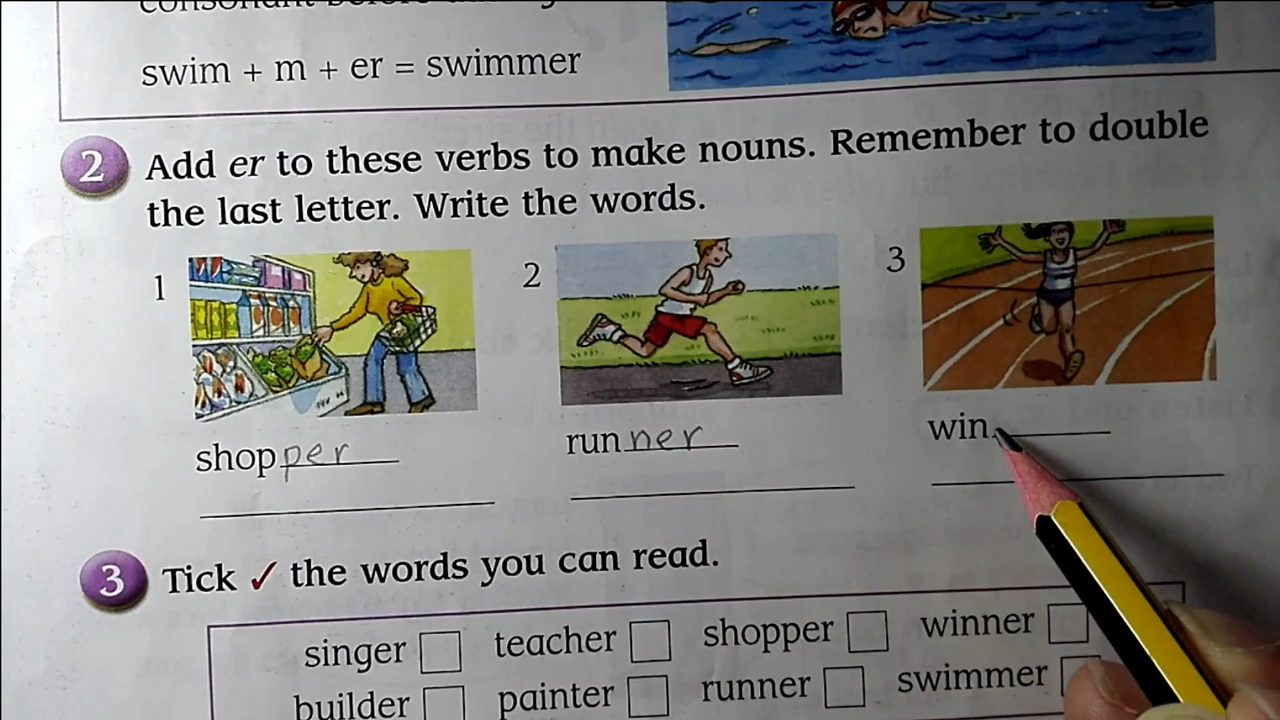 swim + m + er = swimmer
2 Add er to these verbs to make nouns. Remember to double
the last letter. Write the words.
1 2 3
shopper runner win
3 Tick ✓ the words you can read.
singer teacher shopper winner
builder painter runner swimmer